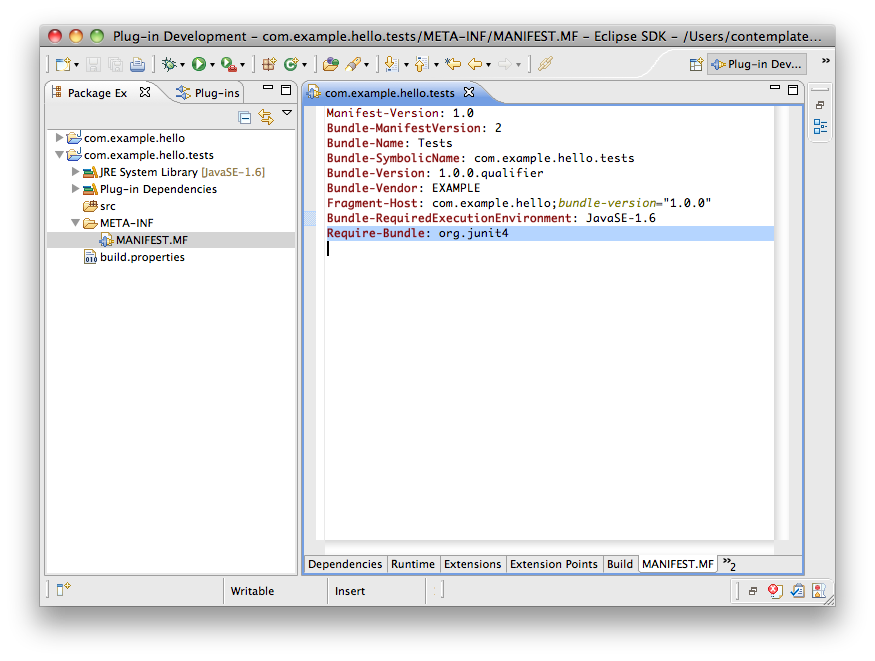 Plug-in Development – com.example.hello.tests/META-INF/MANIFEST.MF – Eclipse SDK – /Users/contemplate...
Plug-in Dev...
Package Ex
Plug-ins
com.example.hello
com.example.hello.tests
JRE System Library [JavaSE-1.6]
Plug-in Dependencies
src
META-INF
MANIFEST.MF
build.properties
com.example.hello.tests
Manifest-Version: 1.0
Bundle-ManifestVersion: 2
Bundle-Name: Tests
Bundle-SymbolicName: com.example.hello.tests
Bundle-Version: 1.0.0.qualifier
Bundle-Vendor: EXAMPLE
Fragment-Host: com.example.hello;bundle-version="1.0.0"
Bundle-RequiredExecutionEnvironment: JavaSE-1.6
Require-Bundle: org.junit4
Dependencies Runtime Extensions Extension Points Build MANIFEST.MF »2
Writable Insert